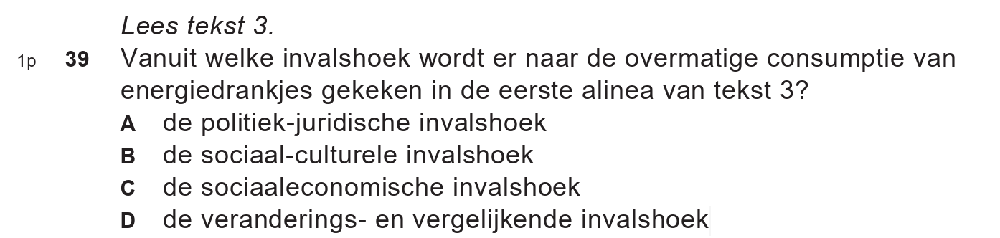 Lees tekst 3.
1p 39 Vanuit welke invalshoek wordt er naar de overmatige consumptie van
energiedrankjes gekeken in de eerste alinea van tekst 3?
A de politiek-juridische invalshoek
B de sociaal-culturele invalshoek
C de sociaaleconomische invalshoek
D de veranderings- en vergelijkende invalshoek